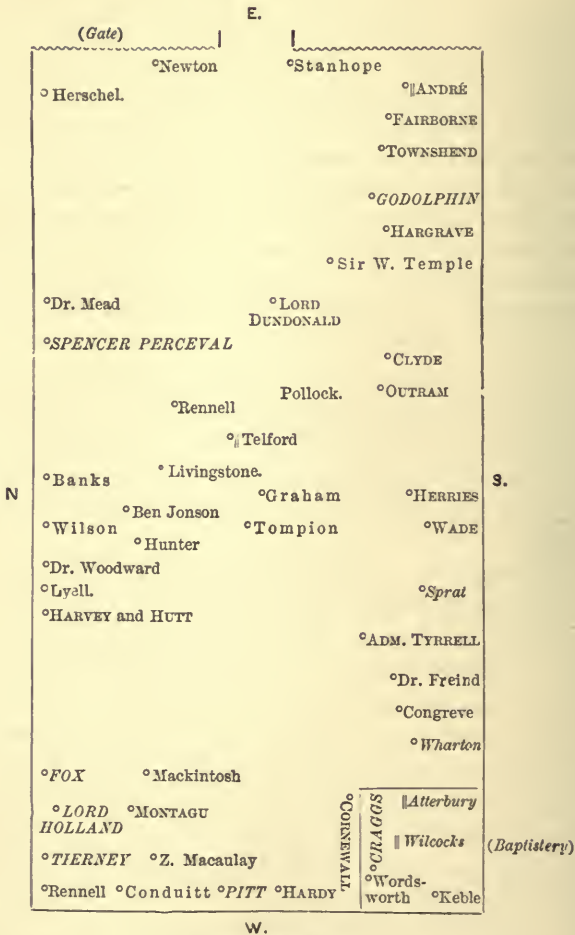 E.
(Gate)
°Newton °Stanhope
°Herschel. °||ANDRÉ
°FAIRBORNE
°TOWNSHEND
°GODOLPHIN
°HARGRAVE
°Sir W. Temple
°Dr. Mead °LORD
DUNDONALD
°SPENCER PERCEVAL
°CLYDE
Pollock. °OUTRAM
°Rennell
°||Telford
°Livingstone.
°Banks
N °Graham °HERRIES S.
°Ben Jonson
°Wilson °Tompion °WADE
°Hunter
°Dr. Woodward
°Lyall. °Sprat
°HARVEY and HUTT
°ADM. TYRRELL
°Dr. Freind
°Congreve
°Wharton
°FOX °Mackintosh
°LORD °MONTAGU
HOLLAND
°CORNEWALL
°CRAGGS
||Atterbury
||Wilcocks (Baptistery)
°TIERNEY °Z. Macaulay
°Words-
worth °Keble
°Rennell °Conduitt °PITT °HARDY
W.